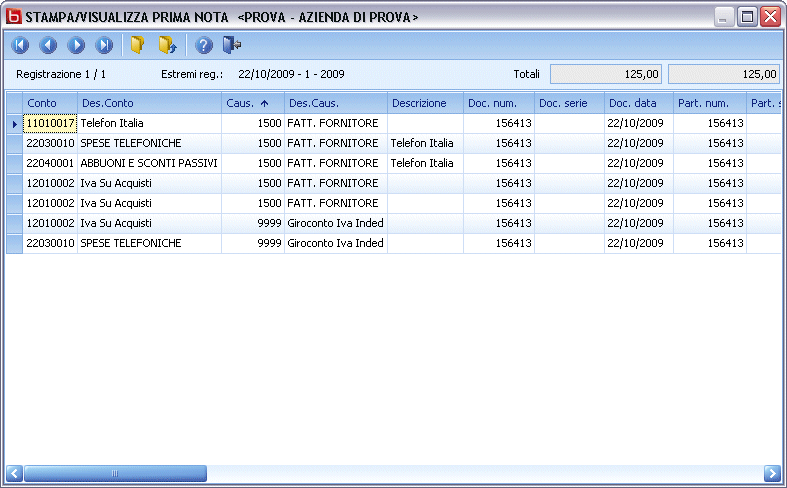 STAMPA/VISUALIZZA PRIMA NOTA <PROVA - AZIENDA DI PROVA>
Registrazione 1 / 1 Estremi reg.: 22/10/2009 - 1 - 2009 Totali 125,00 125,00
Conto Des.Conto Caus. Des.Caus. Descrizione Doc. num. Doc. serie Doc. data Part. num. Part. s
11010017 Telefon Italia 1500 FATT. FORNITORE 156413 22/10/2009 156413
22030010 SPESE TELEFONICHE 1500 FATT. FORNITORE Telefon Italia 156413 22/10/2009 156413
22040001 ABBUONI E SCONTI PASSIVI 1500 FATT. FORNITORE Telefon Italia 156413 22/10/2009 156413
12010002 Iva Su Acquisti 1500 FATT. FORNITORE 156413 22/10/2009 156413
12010002 Iva Su Acquisti 1500 FATT. FORNITORE 156413 22/10/2009 156413
12010002 Iva Su Acquisti 9999 Giroconto Iva Inded 156413 22/10/2009 156413
22030010 SPESE TELEFONICHE 9999 Giroconto Iva Inded 156413 22/10/2009 156413